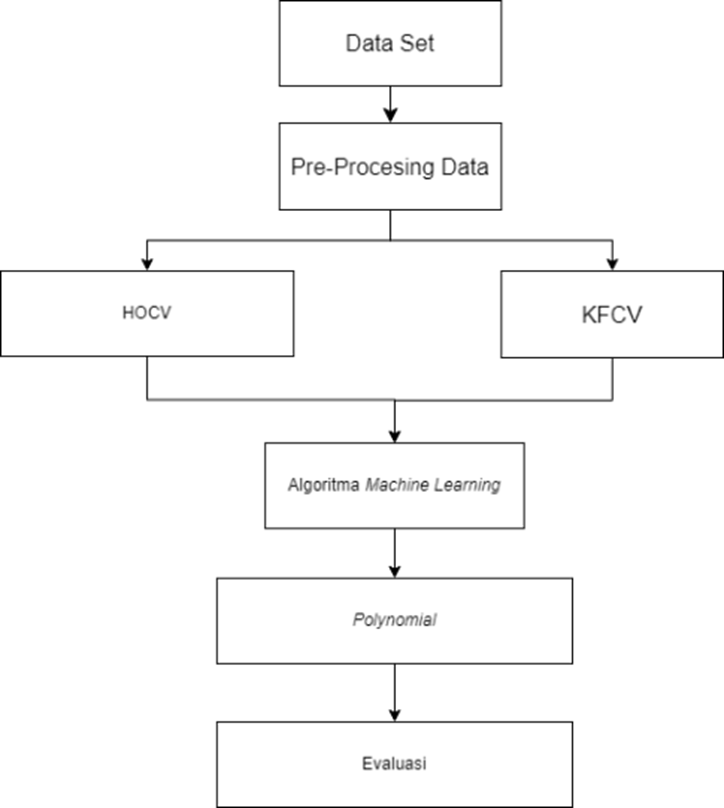 Data Set
Pre-Procesing Data
HOCV
KFCV
Algoritma Machine Learning
Polynomial
Evaluasi